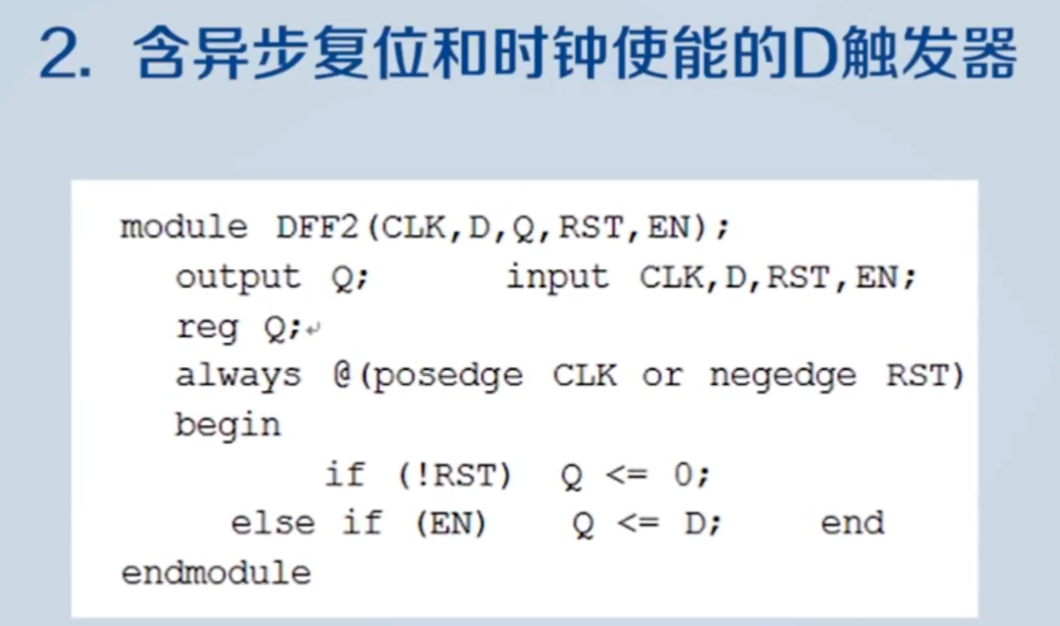 2. 含异步复位和时钟使能的D触发器
module DFF2(CLK,D,Q,RST,EN);
output Q; input CLK,D,RST,EN;
reg Q;↵
always @(posedge CLK or negedge RST)
begin
if (!RST) Q <= 0;
else if (EN) Q <= D; end
endmodule